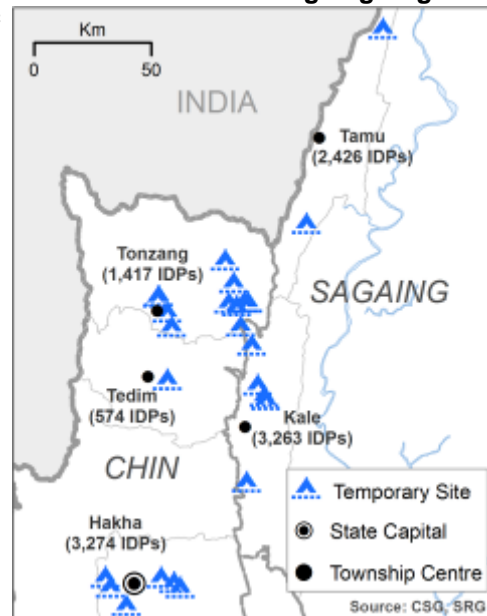 Km
0 50
INDIA
Tamu
(2,426 IDPs)
Tonzang
(1,417 IDPs)
SAGAING
Tedim
(574 IDPs)
Kale
(3,263 IDPs)
CHIN
Hakha
(3,274 IDPs)
Temporary Site
State Capital
Township Centre
Source: CSO, SRG